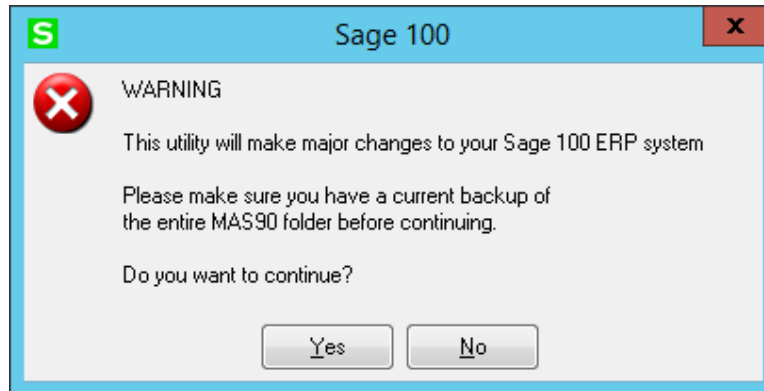 S Sage 100 x
WARNING
This utility will make major changes to your Sage 100 ERP system
Please make sure you have a current backup of
the entire MAS90 folder before continuing.
Do you want to continue?
Yes No